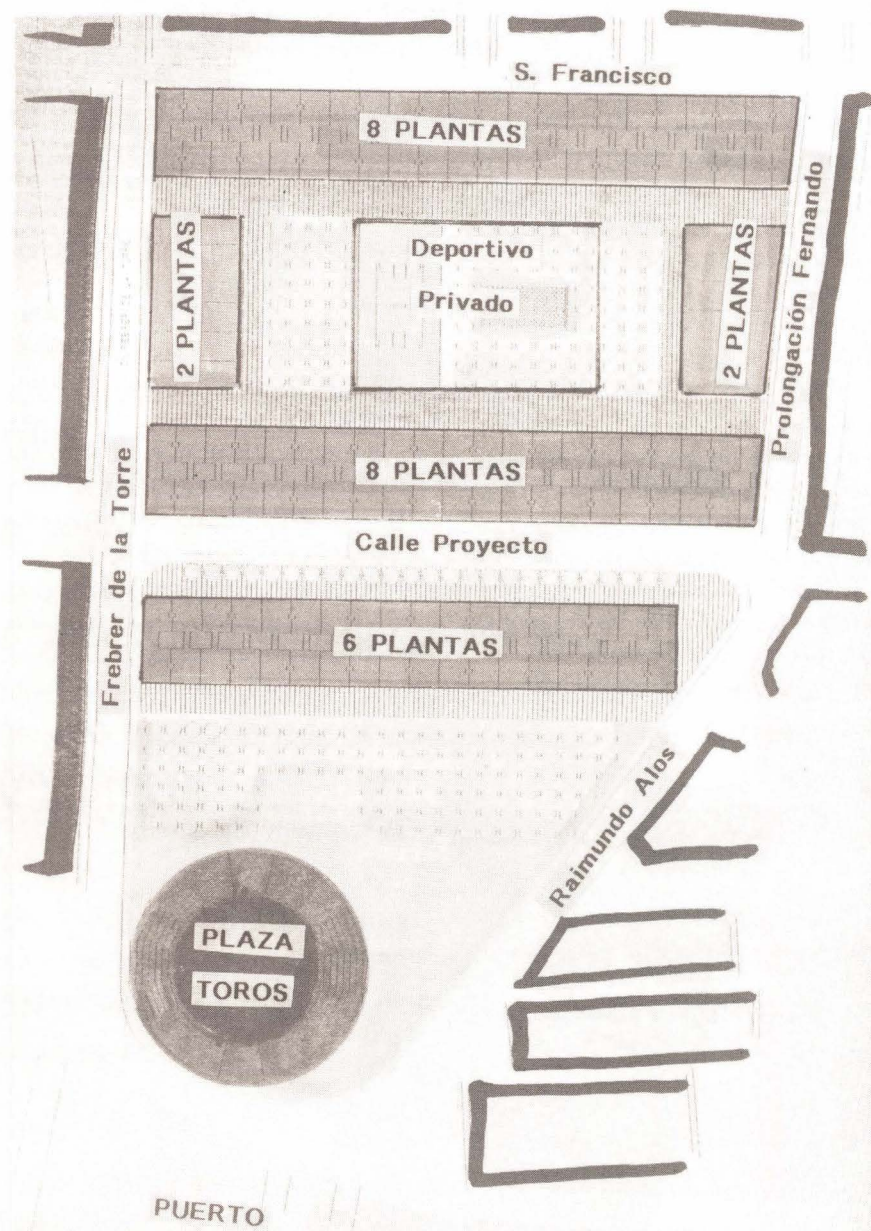 S. Francisco
8 PLANTAS
2 PLANTAS
Deportivo
Privado
2 PLANTAS
Prolongación Fernando
8 PLANTAS
Frebrer de la Torre
Calle Proyecto
6 PLANTAS
Raimundo Alos
PLAZA
TOROS
PUERTO